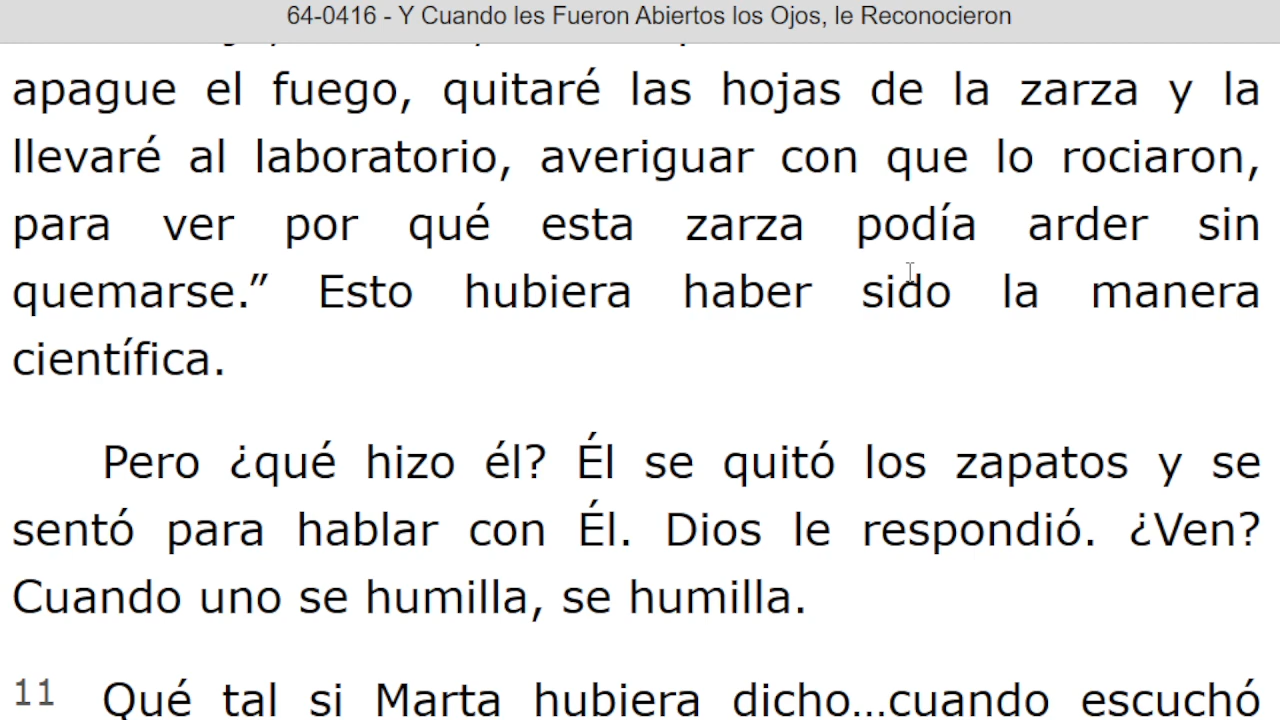 64-0416 - Y Cuando les Fueron Abiertos los Ojos, le Reconocieron
apague el fuego, quitaré las hojas de la zarza y la
llevaré al laboratorio, averiguar con que lo rociaron,
para ver por qué esta zarza podía arder sin
quemarse.” Esto hubiera haber sido la manera
científica.
Pero ¿qué hizo él? Él se quitó los zapatos y se
sentó para hablar con Él. Dios le respondió. ¿Ven?
Cuando uno se humilla, se humilla.
11 Qué tal si Marta hubiera dicho...cuando escuchó